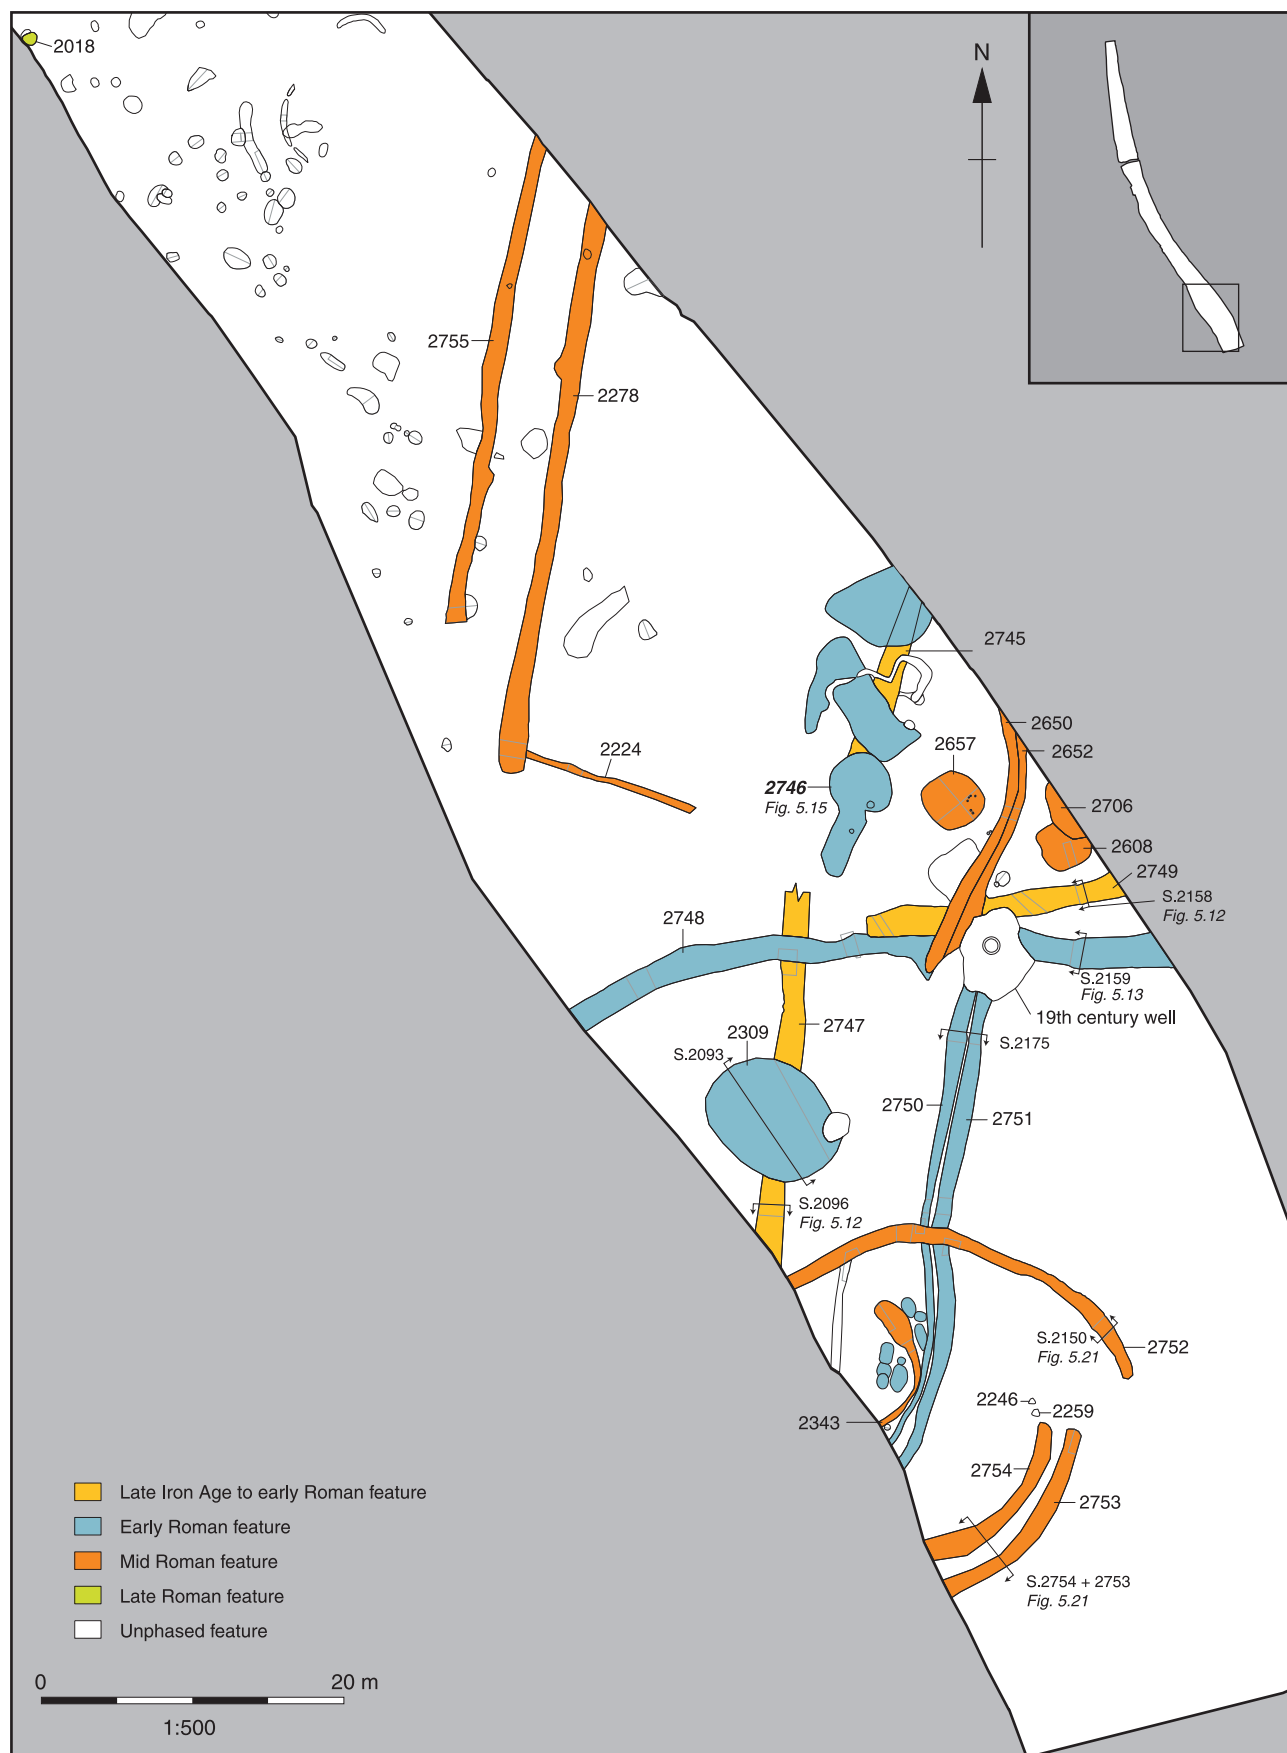 2018
N
2755
2278
2745
2650
2652
2224
2657
2746
Fig. 5.15
2706
2608
2749
S.2158
Fig. 5.12
2748
S.2159
Fig. 5.13
19th century well
2747
2309
S.2093
S.2175
2750
2751
S.2096
Fig. 5.12
S.2150
Fig. 5.21
2752
2246
2259
2343
2754
2753
S.2754 + 2753
Fig. 5.21
Late Iron Age to early Roman feature
Early Roman feature
Mid Roman feature
Late Roman feature
Unphased feature
0 20 m
1:500